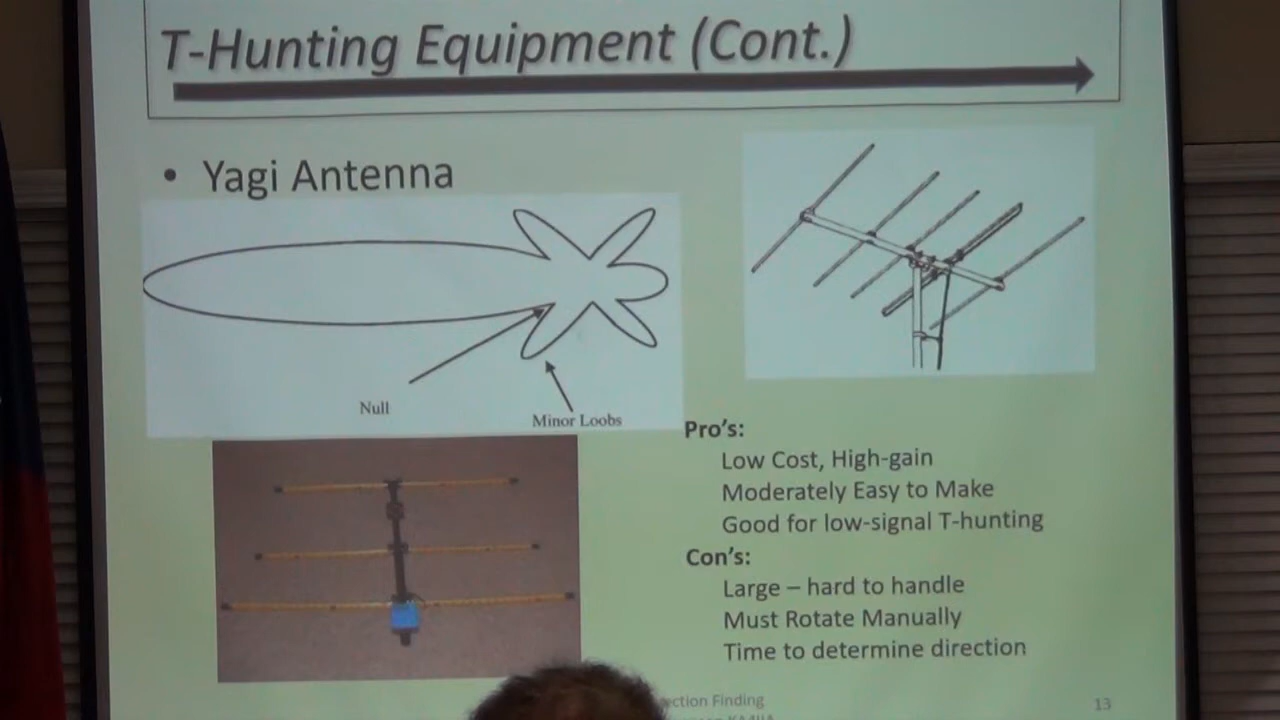 T-Hunting Equipment (Cont.)
• Yagi Antenna
Null
Minor Loobs
Pro's:
Low Cost, High-gain
Moderately Easy to Make
Good for low-signal T-hunting
Con's:
Large – hard to handle
Must Rotate Manually
Time to determine direction
Finding
13